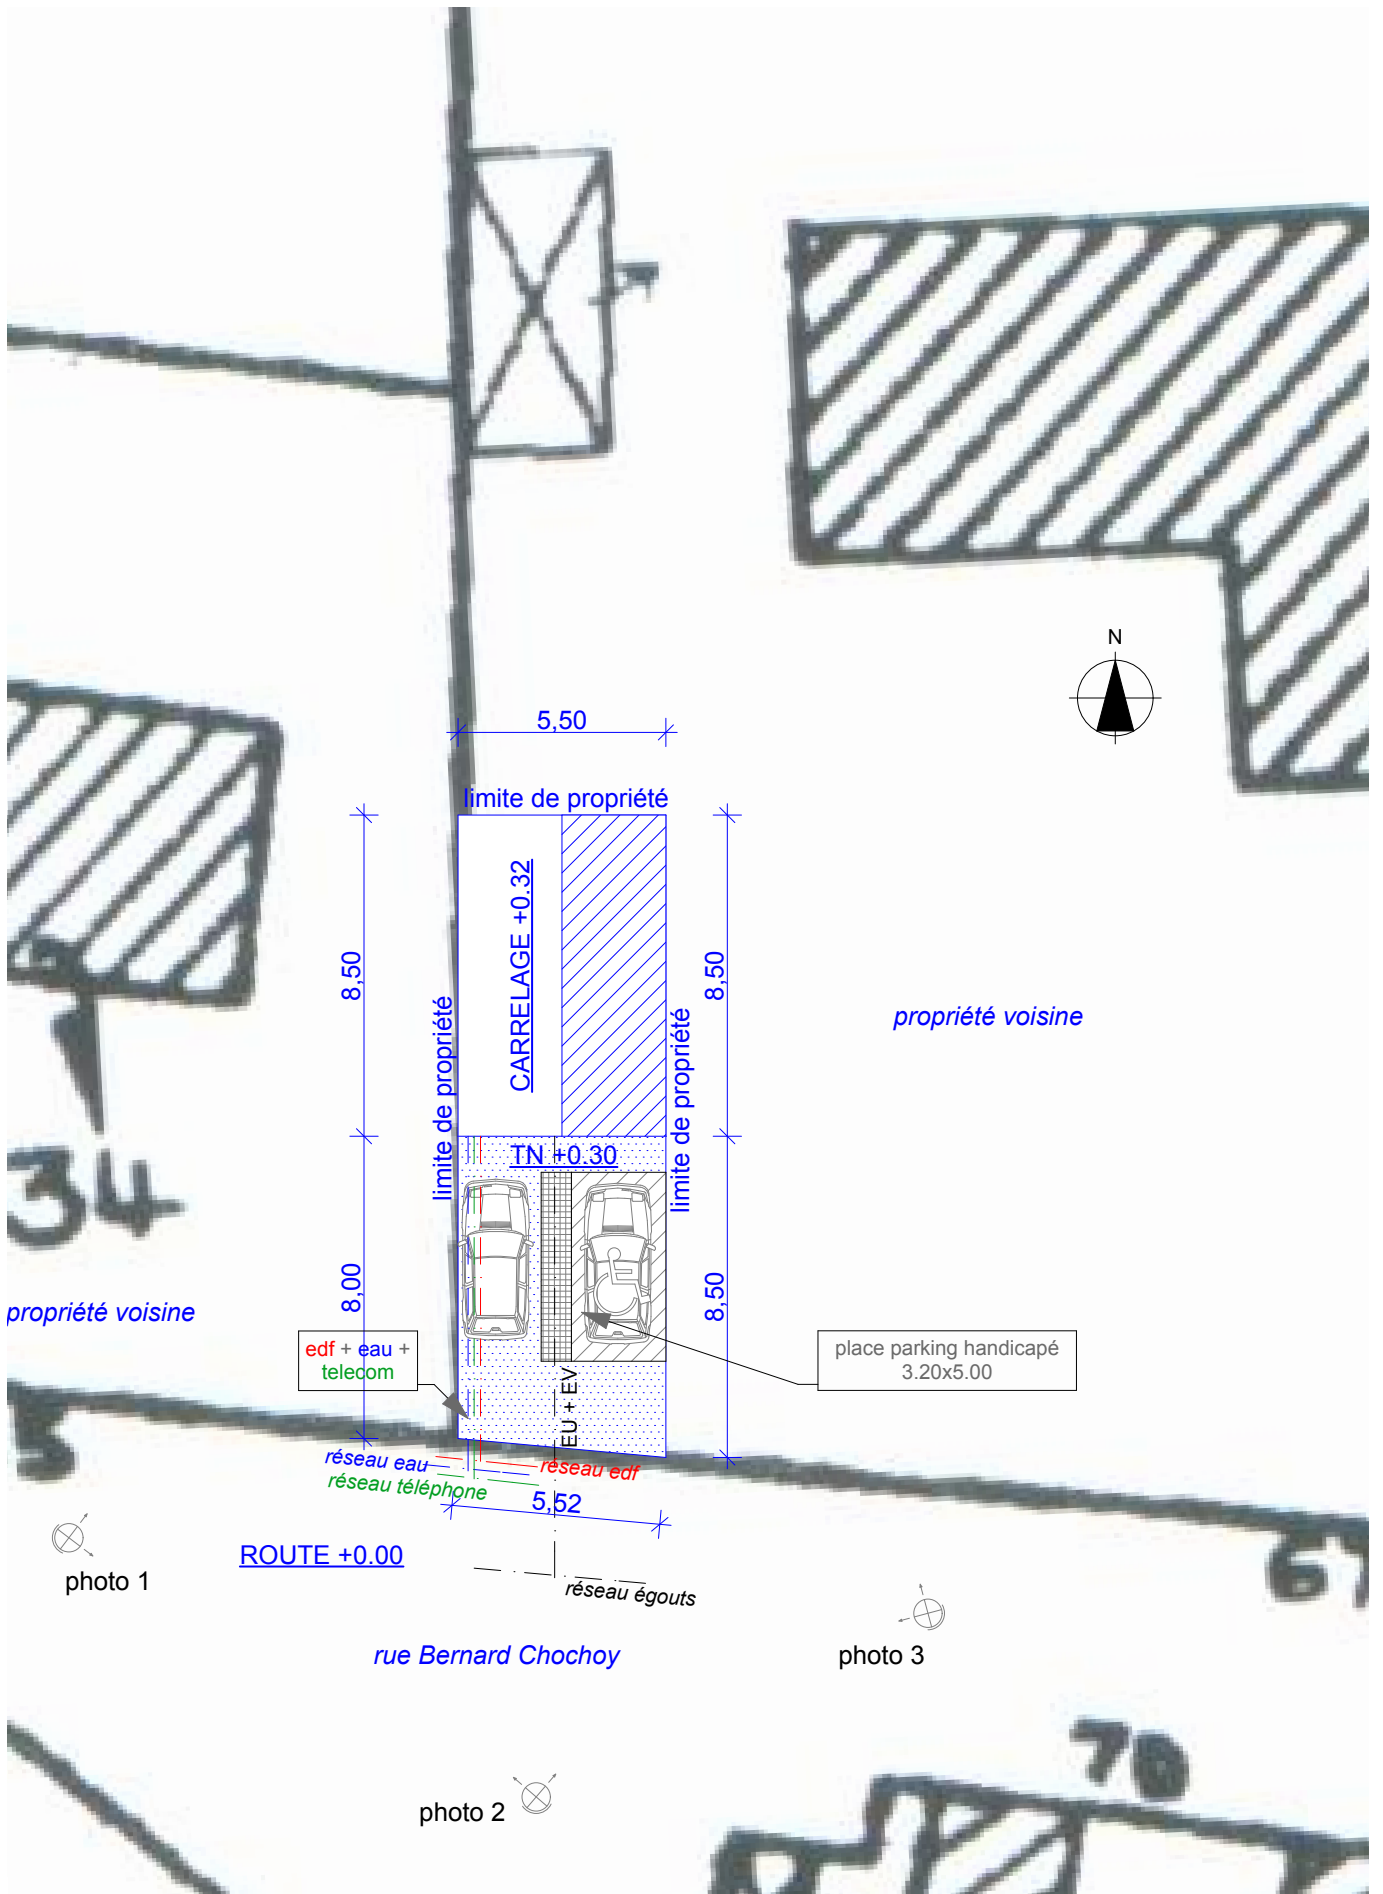 N
5,50
limite de propriété
CARRELAGE +0.32
8,50
8,50
limite de propriété
limite de propriété
propriété voisine
34
TN +0.30
8,00
8,50
propriété voisine
edf + eau +
telecom
place parking handicapé
3.20x5.00
EU + EV
5
réseau eau
réseau edf
réseau téléphone
5,52
photo 1
ROUTE +0.00
réseau égouts
rue Bernard Chochoy
photo 3
70
photo 2